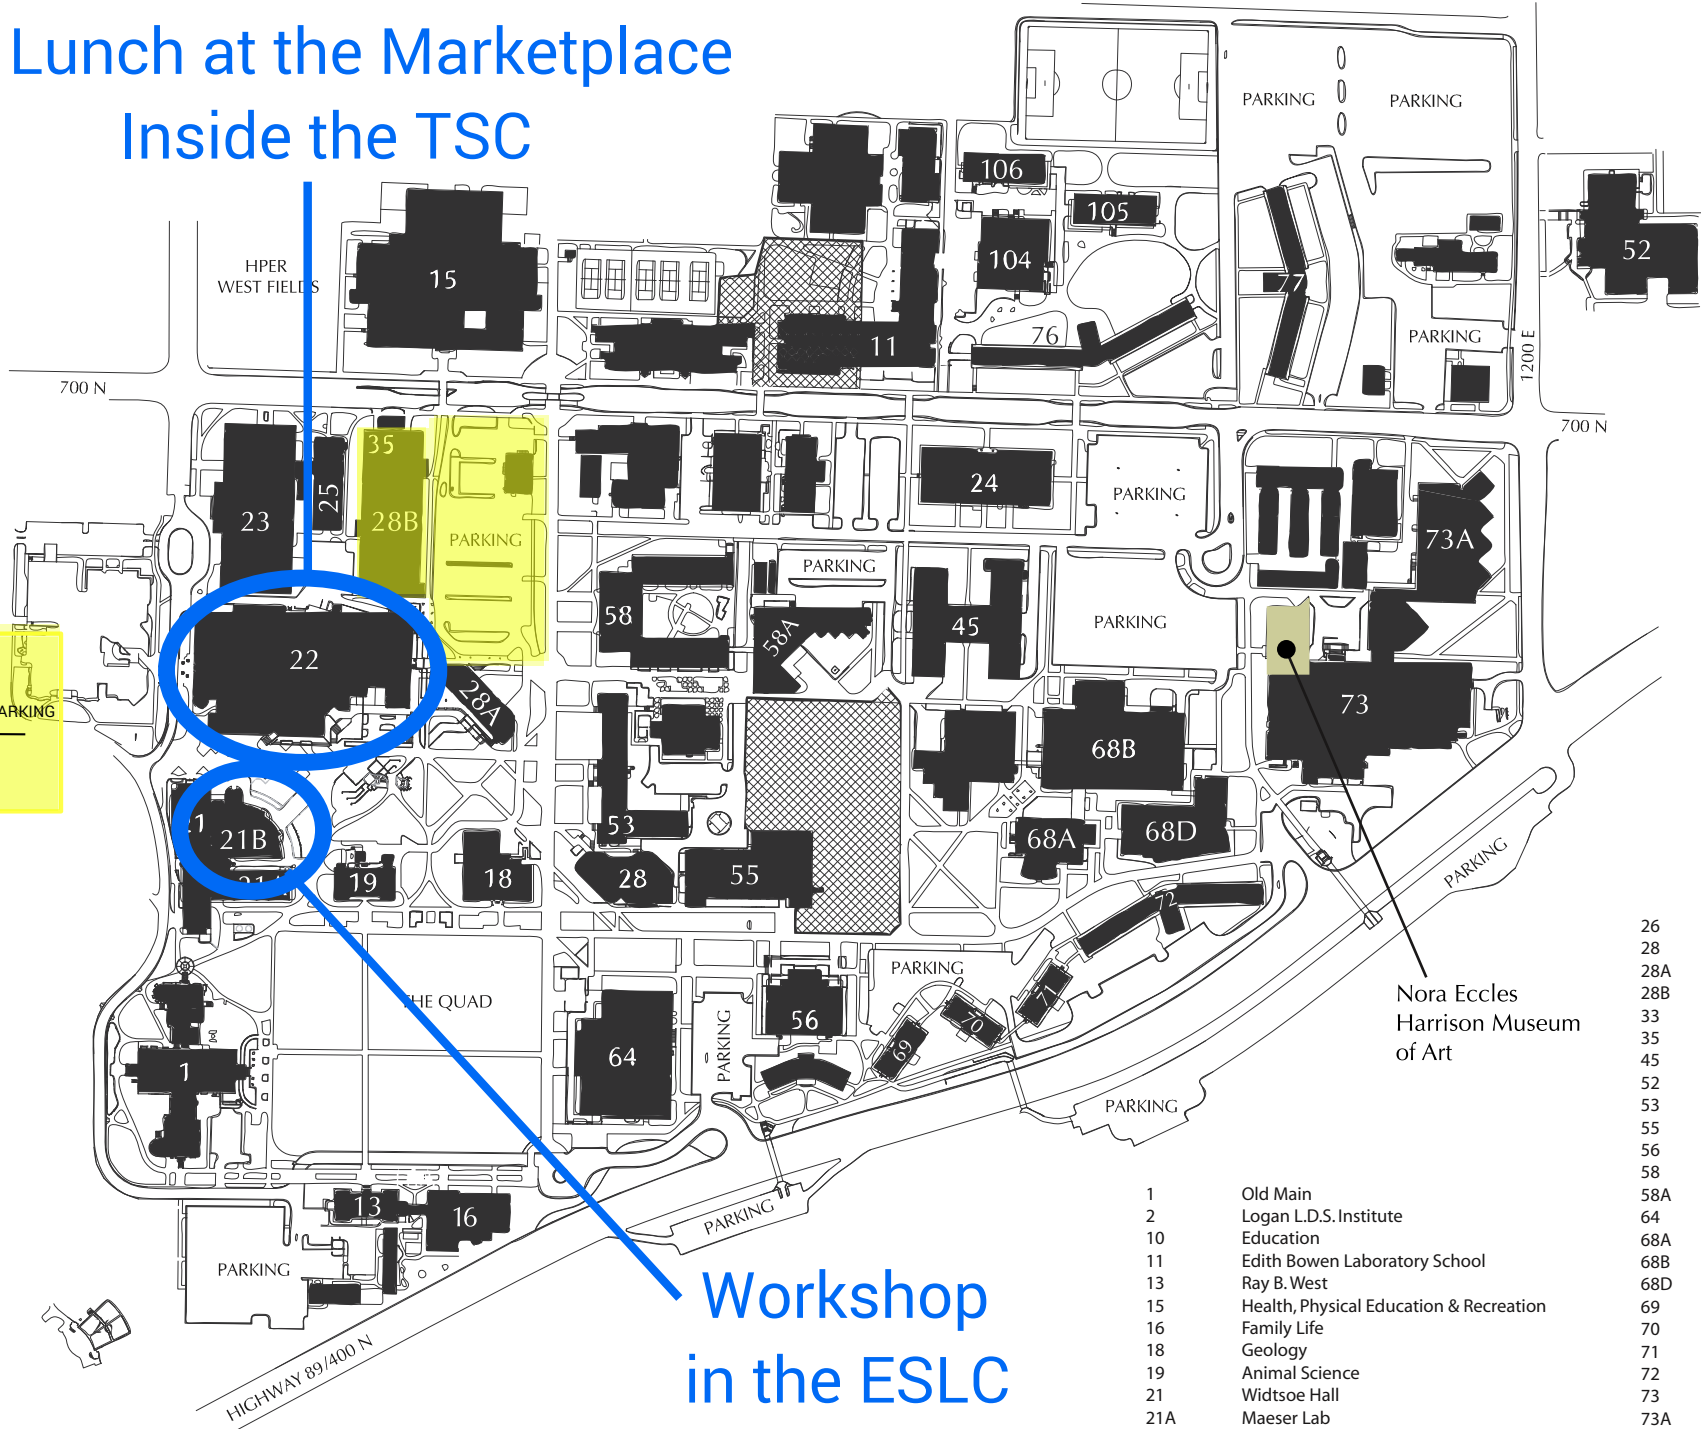 Lunch at the Marketplace
Inside the TSC
PARKING
PARKING
106
105
104
52
HPER
WEST FIELDS
15
77
76
11
PARKING
1200 E
700 N
700 N
35
23
25
28B
PARKING
24
PARKING
73A
PARKING
58
58A
45
PARKING
22
28A
73
ARKING
68B
21
21B
21A
19
18
53
28
55
68A
68D
PARKING
72
PARKING
71
70
69
THE QUAD
56
64
PARKING
1
PARKING
Nora Eccles
Harrison Museum
of Art
13
16
PARKING
PARKING
HIGHWAY 89/400 N
Workshop
in the ESLC
1 Old Main
2 Logan L.D.S. Institute
10 Education
11 Edith Bowen Laboratory School
13 Ray B. West
15 Health, Physical Education & Recreation
16 Family Life
18 Geology
19 Animal Science
21 Widtsoe Hall
21A Maeser Lab
26
28
28A
28B
33
35
45
52
53
55
56
58
58A
64
68A
68B
68D
69
70
71
72
73
73A